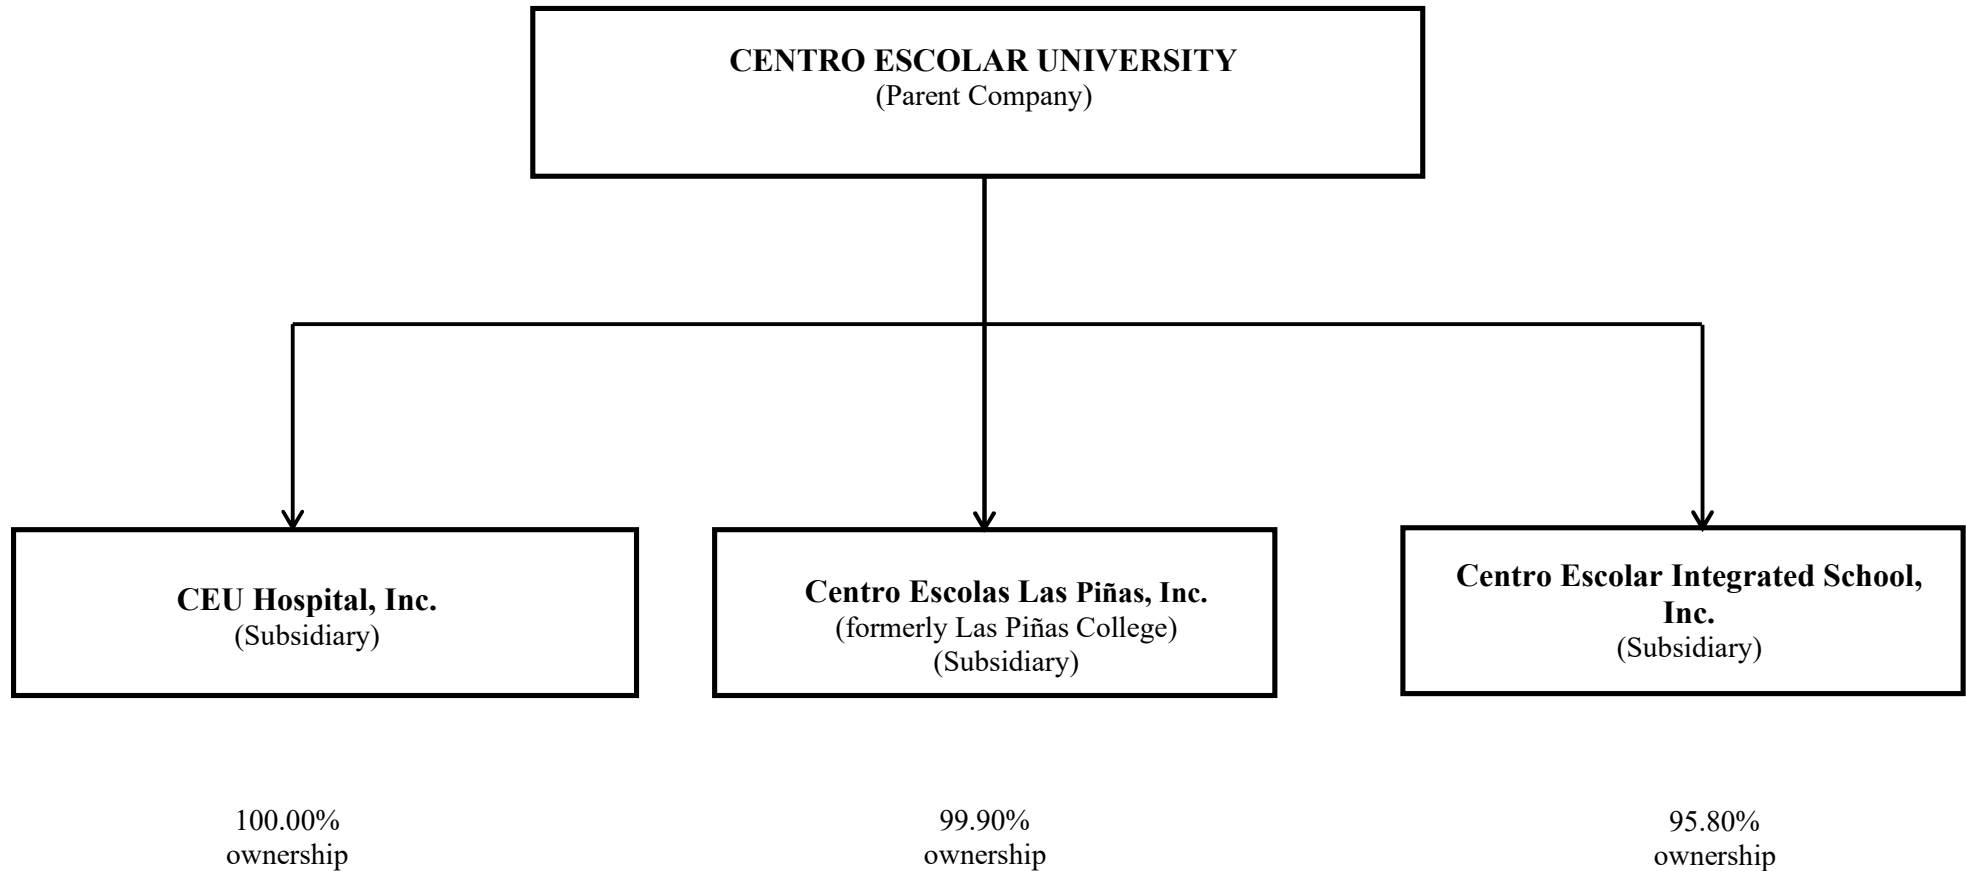 CENTRO ESCOLAR UNIVERSITY
(Parent Company)
CEU Hospital, Inc.
(Subsidiary)
Centro Escolas Las Piñas, Inc.
(formerly Las Piñas College)
(Subsidiary)
Centro Escolar Integrated School,
Inc.
(Subsidiary)
100.00%
ownership
99.90%
ownership
95.80%
ownership